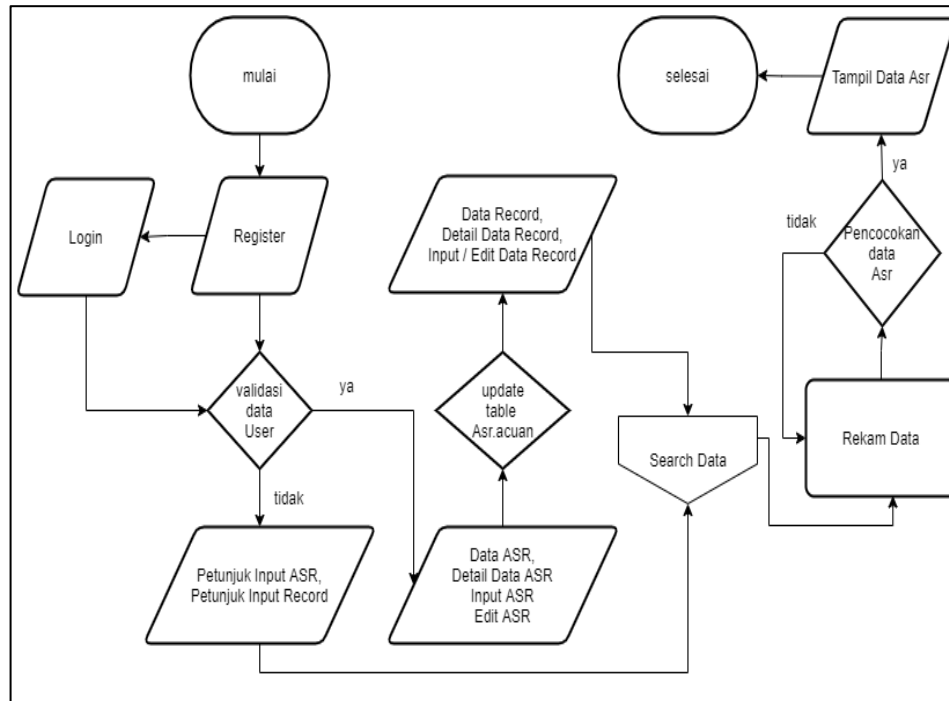 mulai
selesai
Tampil Data Asr
Login
Register
Data Record,
Detail Data Record,
Input / Edit Data Record
tidak
ya
Pencocokan
data
Asr
validasi
data
User
ya
update
table
Asr.acuan
Search Data
Rekam Data
tidak
Petunjuk Input ASR,
Petunjuk Input Record
Data ASR,
Detail Data ASR
Input ASR
Edit ASR